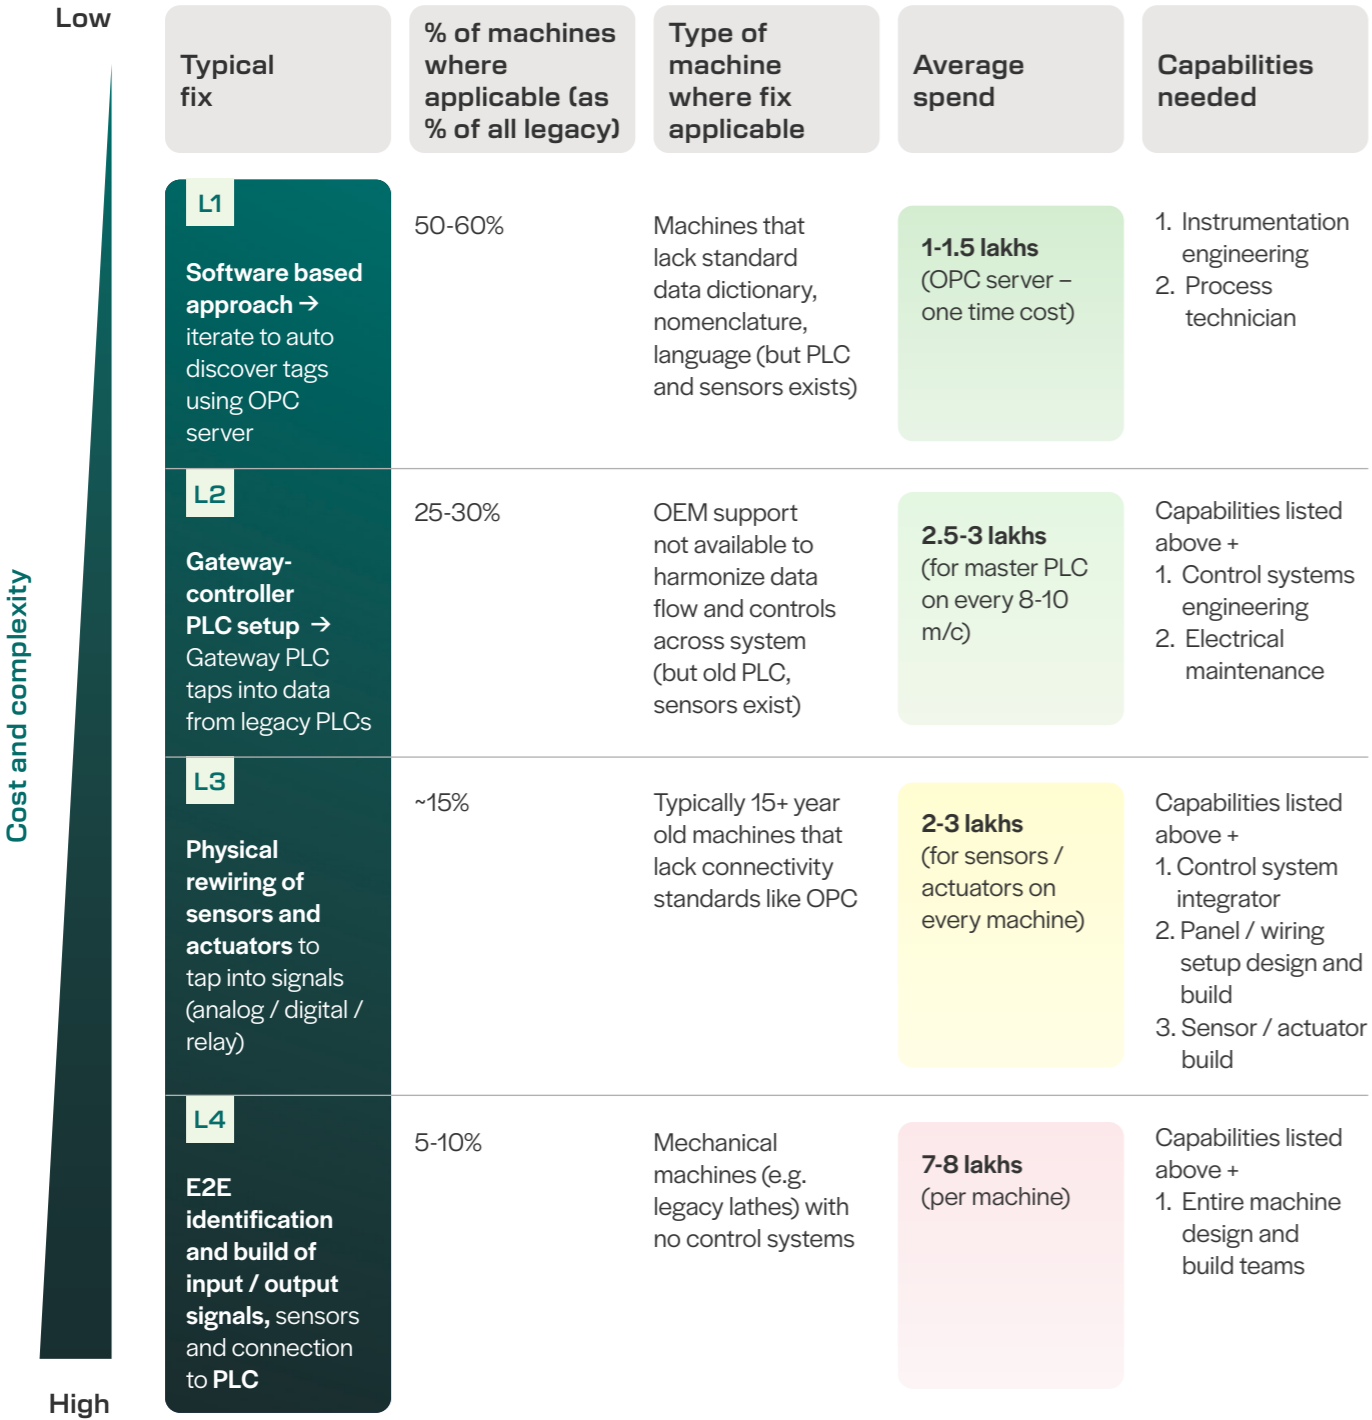 Low
Cost and complexity
High
Typical
fix
% of machines
where
applicable (as
% of all legacy)
Type of
machine
where fix
applicable
Average
spend
Capabilities
needed
L1
Software based
approach →
iterate to auto
discover tags
using OPC
server
50-60%
Machines that
lack standard
data dictionary,
nomenclature,
language (but PLC
and sensors exists)
1-1.5 lakhs
(OPC server –
one time cost)
1. Instrumentation
engineering
2. Process
technician
L2
Gateway-
controller
PLC setup →
Gateway PLC
taps into data
from legacy PLCs
25-30%
OEM support
not available to
harmonize data
flow and controls
across system
(but old PLC,
sensors exist)
2.5-3 lakhs
(for master PLC
on every 8-10
m/c)
Capabilities listed
above +
1. Control systems
engineering
2. Electrical
maintenance
L3
Physical
rewiring of
sensors and
actuators to
tap into signals
(analog / digital /
relay)
~15%
Typically 15+ year
old machines that
lack connectivity
standards like OPC
2-3 lakhs
(for sensors /
actuators on
every machine)
Capabilities listed
above +
1. Control system
integrator
2. Panel / wiring
setup design and
build
3. Sensor / actuator
build
L4
E2E
identification
and build of
input / output
signals, sensors
and connection
to PLC
5-10%
Mechanical
machines (e.g.
legacy lathes) with
no control systems
7-8 lakhs
(per machine)
Capabilities listed
above +
1. Entire machine
design and
build teams